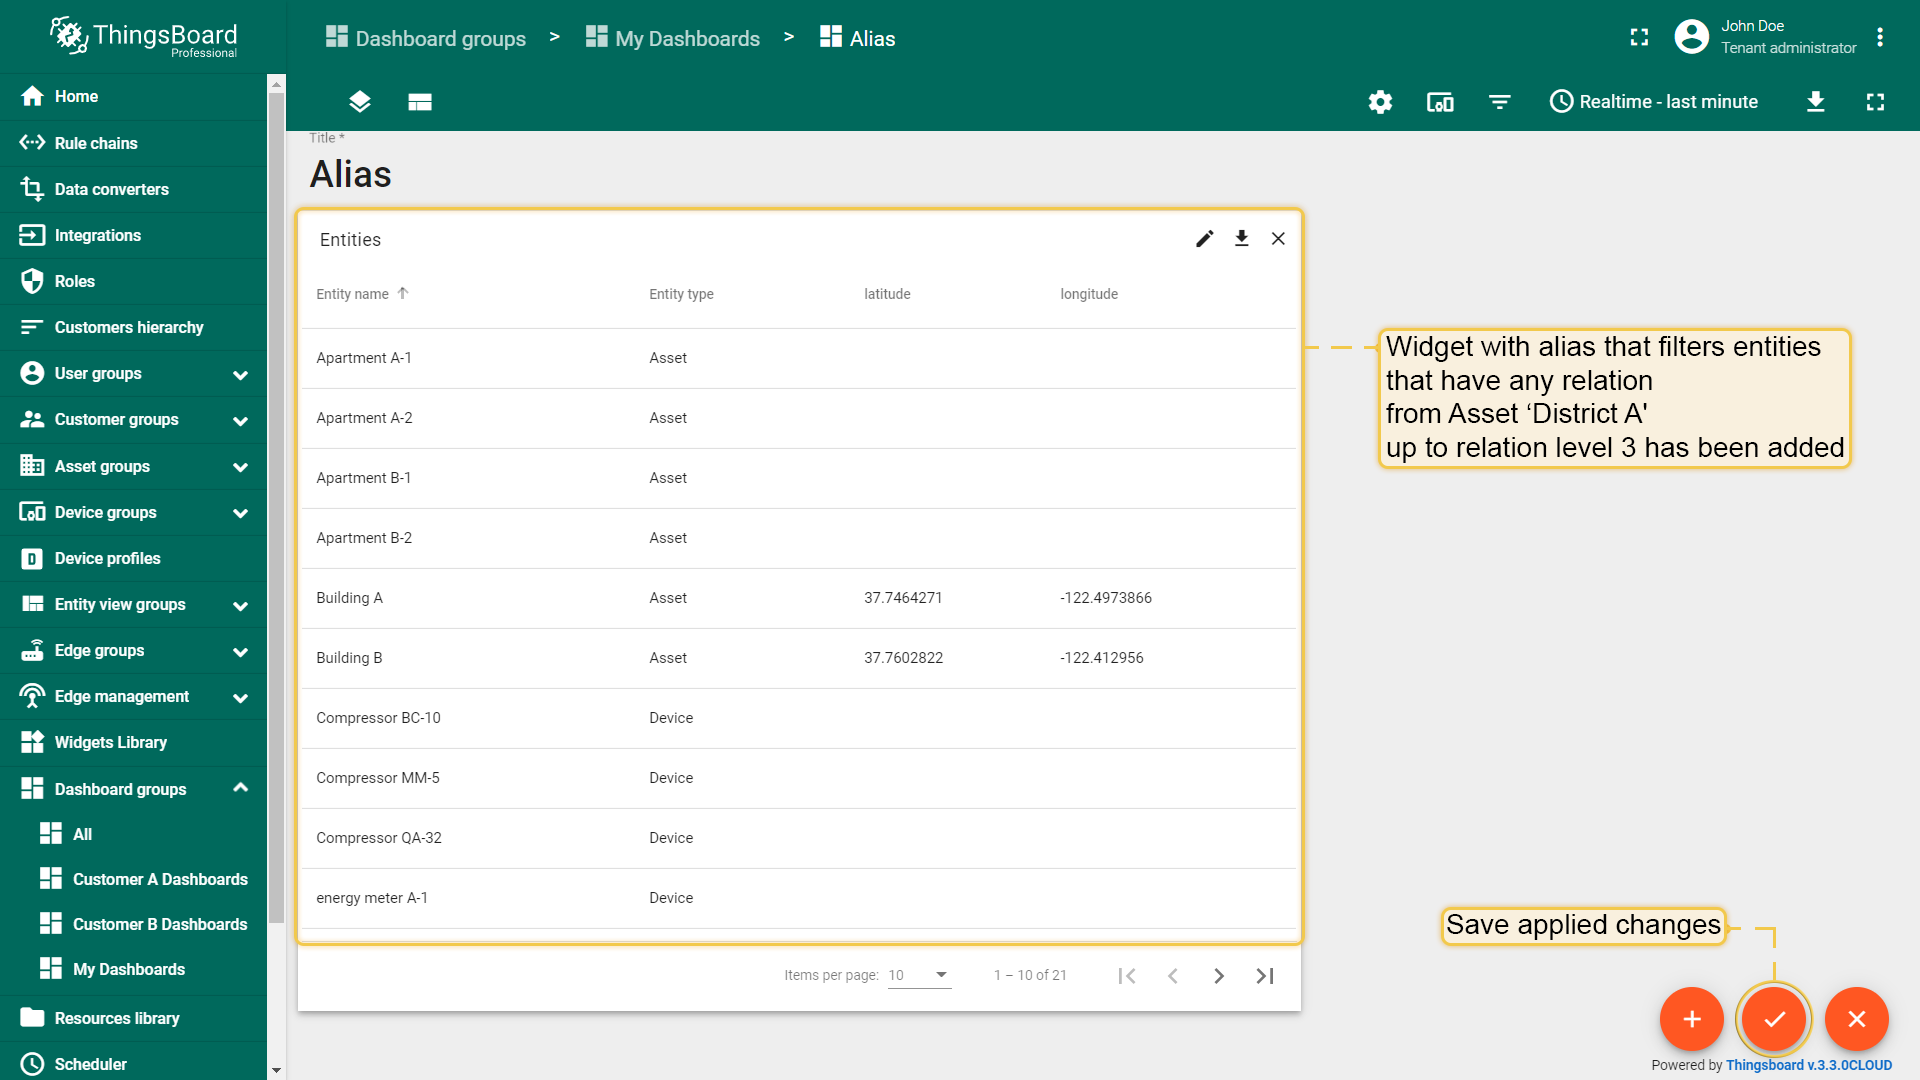 ThingsBoard
Professional
Dashboard groups > My Dashboards > Alias
John Doe
Tenant administrator
Realtime - last minute
Home
Rule chains
Data converters
Integrations
Roles
Customers hierarchy
User groups
Customer groups
Asset groups
Device groups
D
Device profiles
Entity view groups
Edge groups
Edge management
Widgets Library
Dashboard groups
All
Customer A Dashboards
Customer B Dashboards
My Dashboards
Resources library
Scheduler
Title *
Alias
Entities
Entity name Entity type latitude longitude
Apartment A-1 Asset
Apartment A-2 Asset
Apartment B-1 Asset
Apartment B-2 Asset
Building A Asset 37.7464271 -122.4973866
Building B Asset 37.7602822 -122.412956
Compressor BC-10 Device
Compressor MM-5 Device
Compressor QA-32 Device
energy meter A-1 Device
Items per page: 10 1 – 10 of 21
Widget with alias that filters entities
that have any relation
from Asset ‘District A'
up to relation level 3 has been added
Save applied changes
Powered by Thingsboard v.3.3.0CLOUD